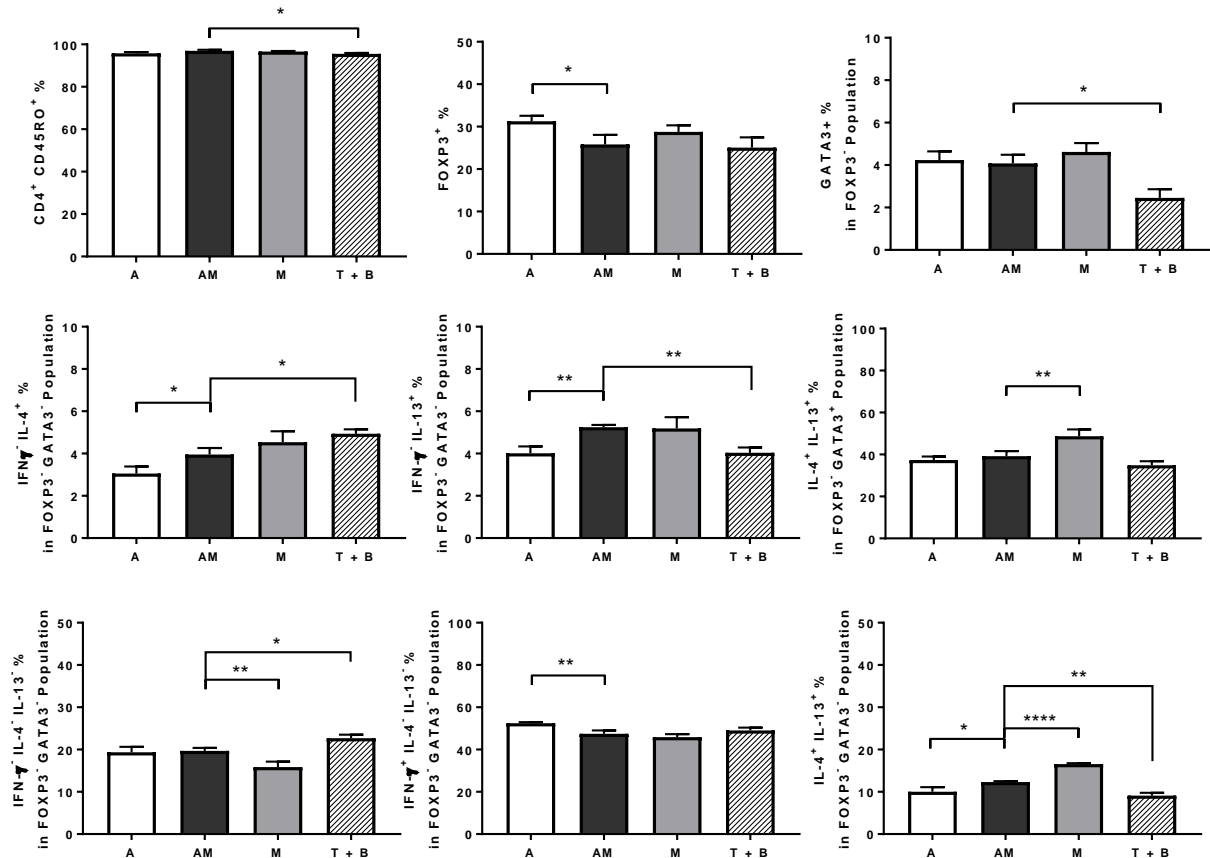 *
CD4⁺ CD45RO⁺ %
100
80
60
40
20
0
A AM M T + B
*
FOXP3⁺ %
50
40
30
20
10
0
A AM M T + B
*
GATA3+ %
in FOXP3⁻ Population
10
8
6
4
2
0
A AM M T + B
* *
IFNγ⁻ IL-4⁺ %
in FOXP3⁻ GATA3⁻ Population
10
8
6
4
2
0
A AM M T + B
** **
IFN-γ⁻ IL-13⁺ %
in FOXP3⁻ GATA3⁻ Population
10
8
6
4
2
0
A AM M T + B
**
IL-4⁺ IL-13⁺ %
in FOXP3⁻ GATA3⁺ Population
100
80
60
40
20
0
A AM M T + B
*
**
IFN-γ⁻ IL-4⁻ IL-13⁻ %
in FOXP3⁻ GATA3⁻ Population
50
40
30
20
10
0
A AM M T + B
**
IFN-γ⁺ IL-4⁻ IL-13⁻ %
in FOXP3⁻ GATA3⁻ Population
100
80
60
40
20
0
A AM M T + B
**
* ****
IL-4⁺ IL-13⁺ %
in FOXP3⁻ GATA3⁻ Population
50
40
30
20
10
0
A AM M T + B